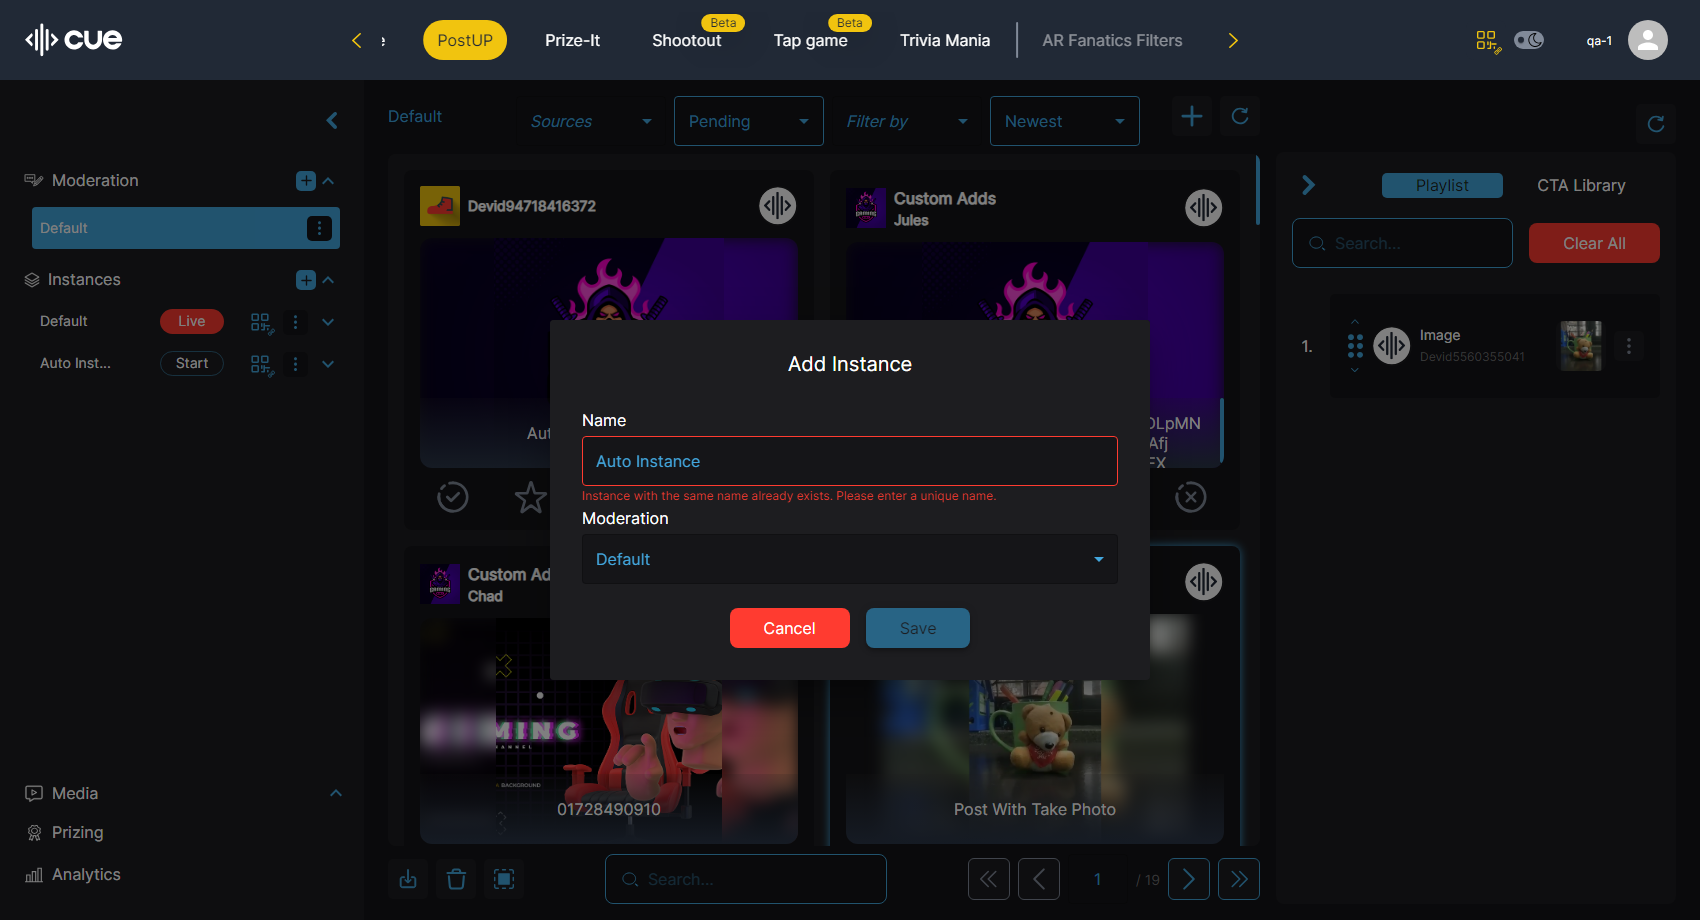 cue
e
PostUP
Prize-It
Beta
Shootout
Beta
Tap game
Trivia Mania
AR Fanatics Filters
qa-1
Moderation
Default
Instances
Default
Live
Auto Inst...
Start
Media
Prizing
Analytics
Default
Sources
Pending
Filter by
Newest
Devid94718416372
Custom Adds
Jules
Aut
DLpMN
Afj
EX
Add Instance
Name
Auto Instance
Instance with the same name already exists. Please enter a unique name.
Moderation
Default
Cancel
Save
Custom Ad
Chad
MING
BACKGROUND
01728490910
Post With Take Photo
Search...
1
/ 19
Playlist
CTA Library
Search...
Clear All
1.
Image
Devid5560355041